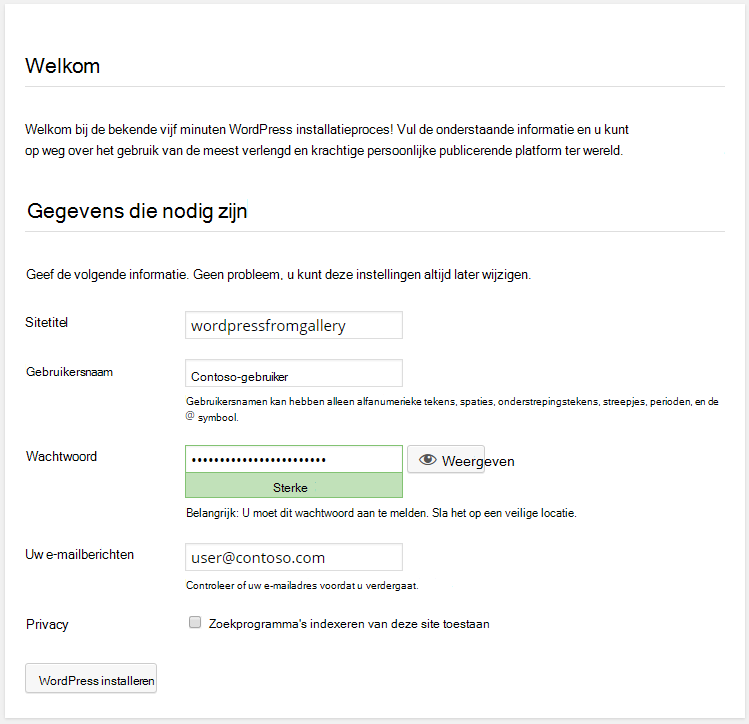 Welkom
Welkom bij de bekende vijf minuten WordPress installatieproces! Vul de onderstaande informatie en u kunt
op weg over het gebruik van de meest verlengd en krachtige persoonlijke publicerende platform ter wereld.
Gegevens die nodig zijn
Geef de volgende informatie. Geen probleem, u kunt deze instellingen altijd later wijzigen.
Sitetitel
wordpressfromgallery
Gebruikersnaam
Contoso-gebruiker
Gebruikersnamen kan hebben alleen alfanumerieke tekens, spaties, onderstrepingstekens, streepjes, perioden, en de
@ symbool.
Wachtwoord
••••••••••••••••••••••••
Weergeven
Sterke
Belangrijk: U moet dit wachtwoord aan te melden. Sla het op een veilige locatie.
Uw e-mailberichten
user@contoso.com
Controleer of uw e-mailadres voordat u verdergaat.
Privacy
Zoekprogramma's indexeren van deze site toestaan
WordPress installeren